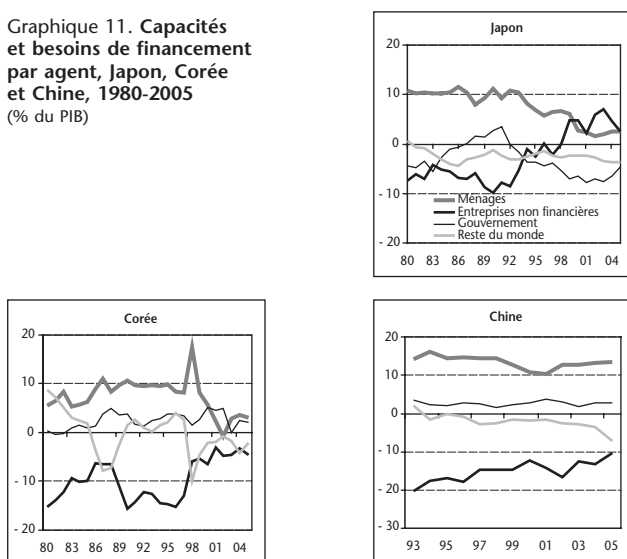 Graphique 11. Capacités
et besoins de financement
par agent, Japon, Corée
et Chine, 1980-2005
(% du PIB)
Japon
20
10
0
- 10
- 20
Ménages
Entreprises non financières
Gouvernement
Reste du monde
80 83 86 89 92 95 98 01 04
Corée
20
10
0
- 10
- 20
80 83 86 89 92 95 98 01 04
Chine
20
10
0
- 10
- 20
- 30
93 95 97 99 01 03 05